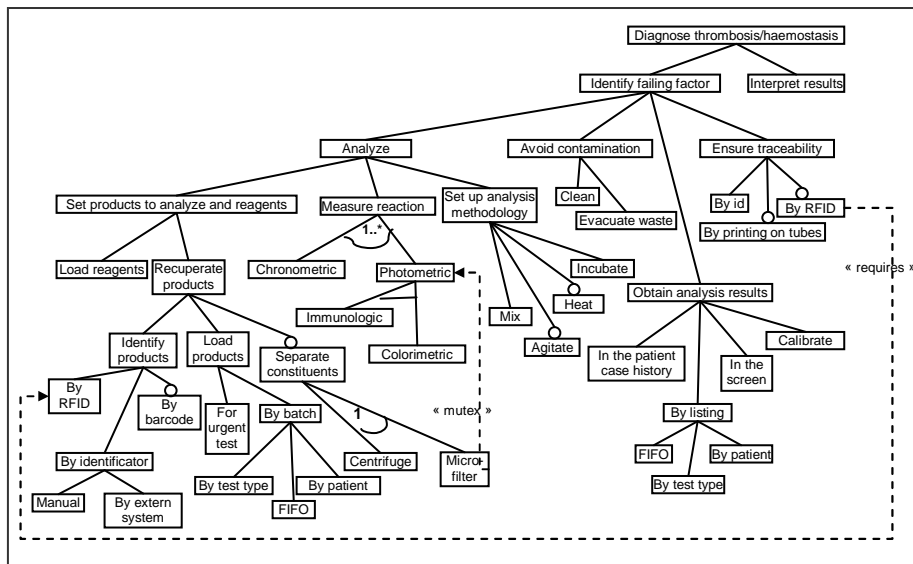 Diagnose thrombosis/haemostasis
Identify failing factor
Interpret results
Analyze
Avoid contamination
Ensure traceability
Set products to analyze and reagents
Measure reaction
Set up analysis
methodology
Clean
Evacuate waste
By id
By RFID
By printing on tubes
1..*
Load reagents
Recuperate
products
Chronometric
Photometric
Incubate
« requires »
Heat
Obtain analysis results
Immunologic
Mix
Agitate
Colorimetric
Calibrate
Identify
products
Load
products
Separate
constituents
In the patient
case history
In the
screen
By
RFID
By
barcode
For
urgent
test
By batch
1
« mutex »
By listing
By identificator
Centrifuge
Micro-
filter
FIFO
By patient
By test type
By test type
By patient
Manual
By extern
system
FIFO